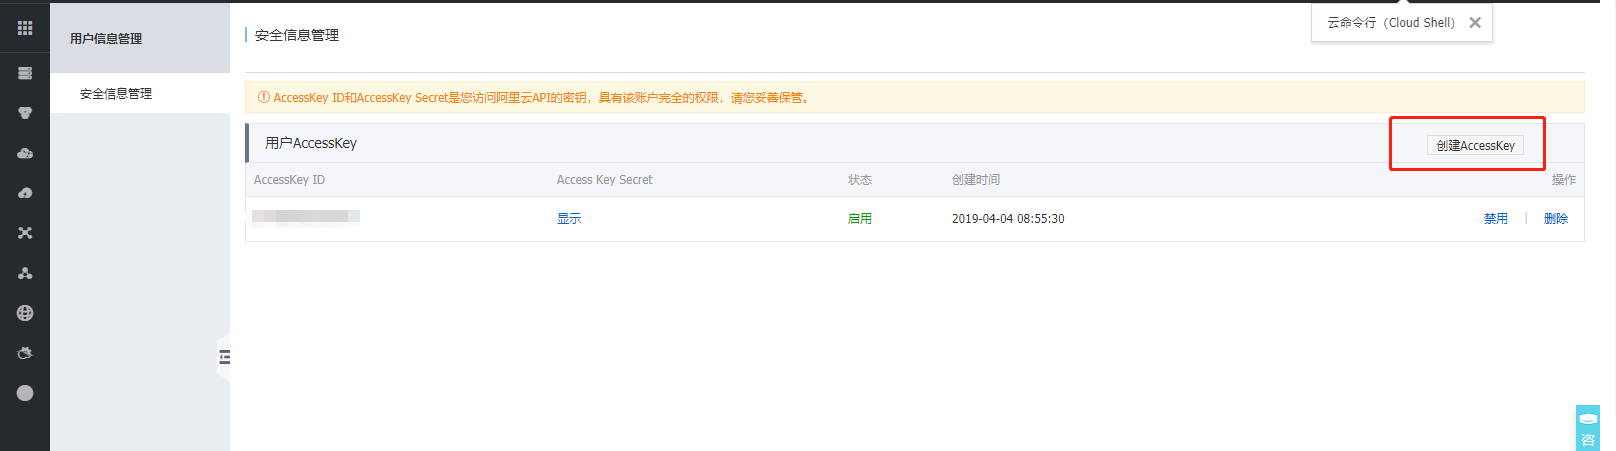 云命令行（Cloud Shell）
用户信息管理
安全信息管理
安全信息管理
AccessKey ID和AccessKey Secret是您访问阿里云API的密钥，具有该账户完全的权限，请您妥善保管。
用户AccessKey
创建AccessKey
AccessKey ID Access Key Secret 状态 创建时间 操作
显示 启用 2019-04-04 08:55:30 禁用 | 删除
咨